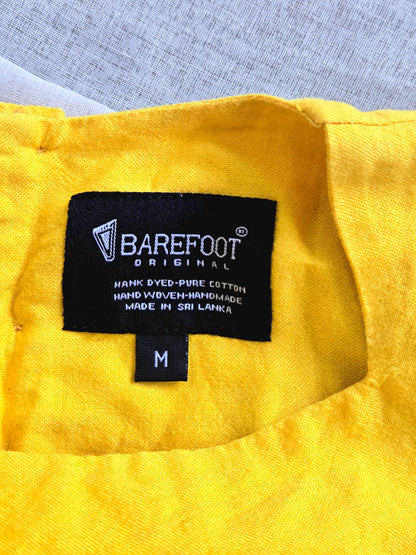 BAREFOOT
ORIGINAL
HANK DYED-PURE COTTON
HAND WOVEN-HANDMADE
MADE IN SRI LANKA
M